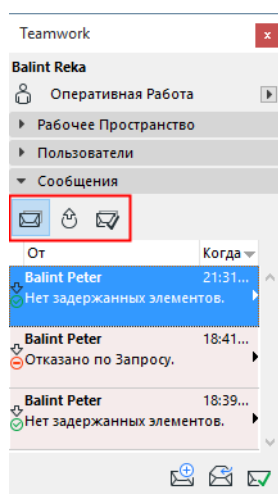 Teamwork
Balint Reka
Оперативная Работа
Рабочее Пространство
Пользователи
Сообщения
От Когда
Balint Peter 21:31...
Нет задержанных элементов.
Balint Peter 18:41...
Отказано по Запросу.
Balint Peter 18:39...
Нет задержанных элементов.